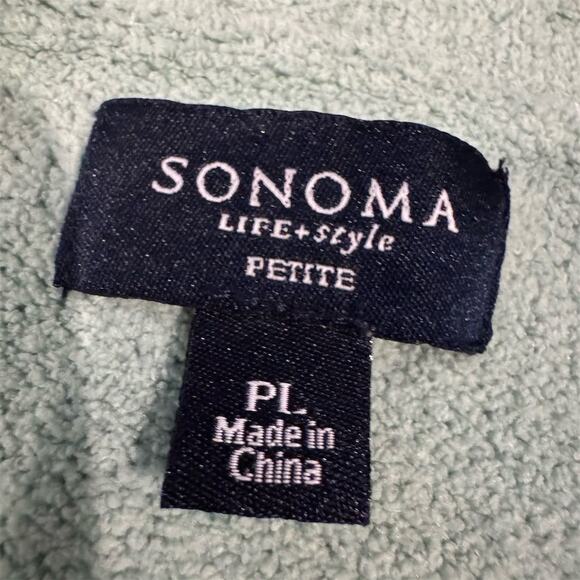 SONOMA
LIFE+style
PETITE
PL
Made in
China